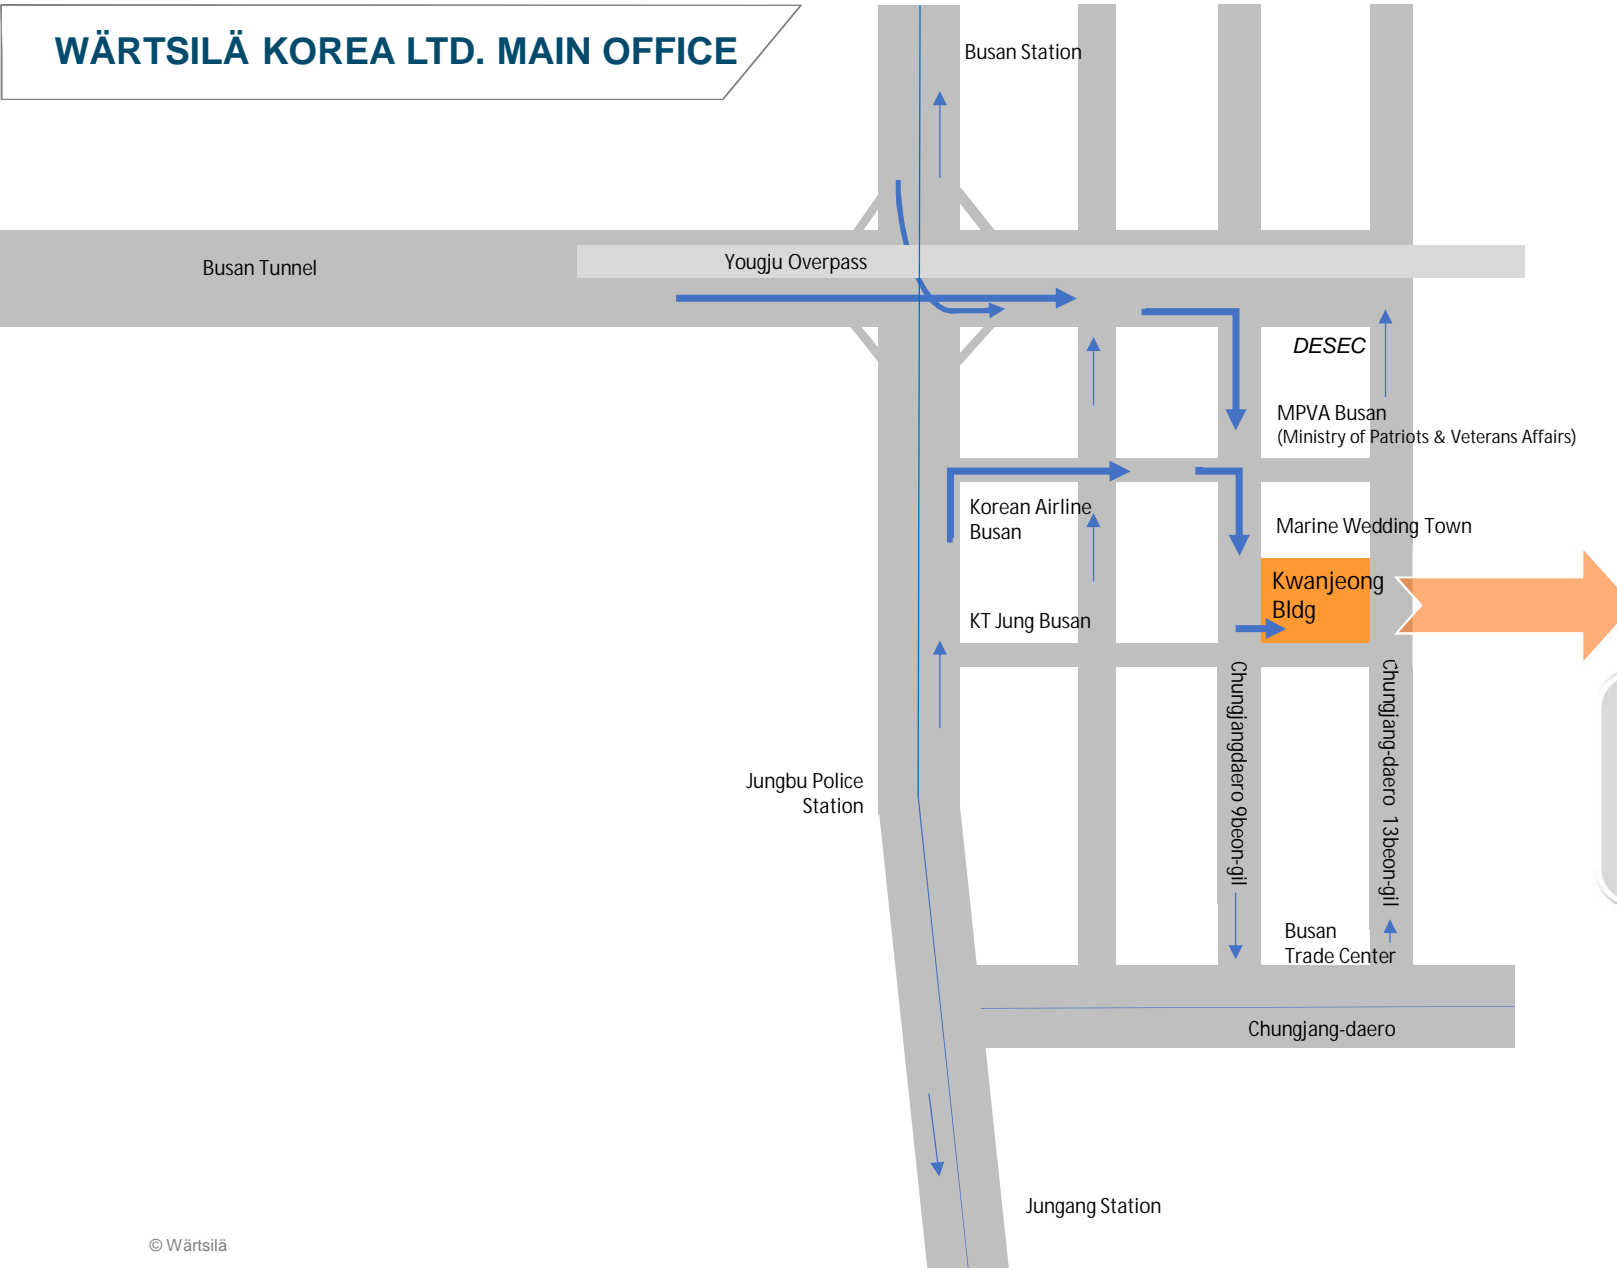 WÄRTSILÄ KOREA LTD. MAIN OFFICE
Busan Station
Busan Tunnel
Yougju Overpass
DESEC
MPVA Busan
(Ministry of Patriots & Veterans Affairs)
Korean Airline
Busan
Marine Wedding Town
Kwanjeong
Bldg
KT Jung Busan
Chungjangdaero 9beon-gil
Chungjang-daero 13beon-gil
Jungbu Police
Station
Busan
Trade Center
Chungjang-daero
Jungang Station
© Wärtsilä